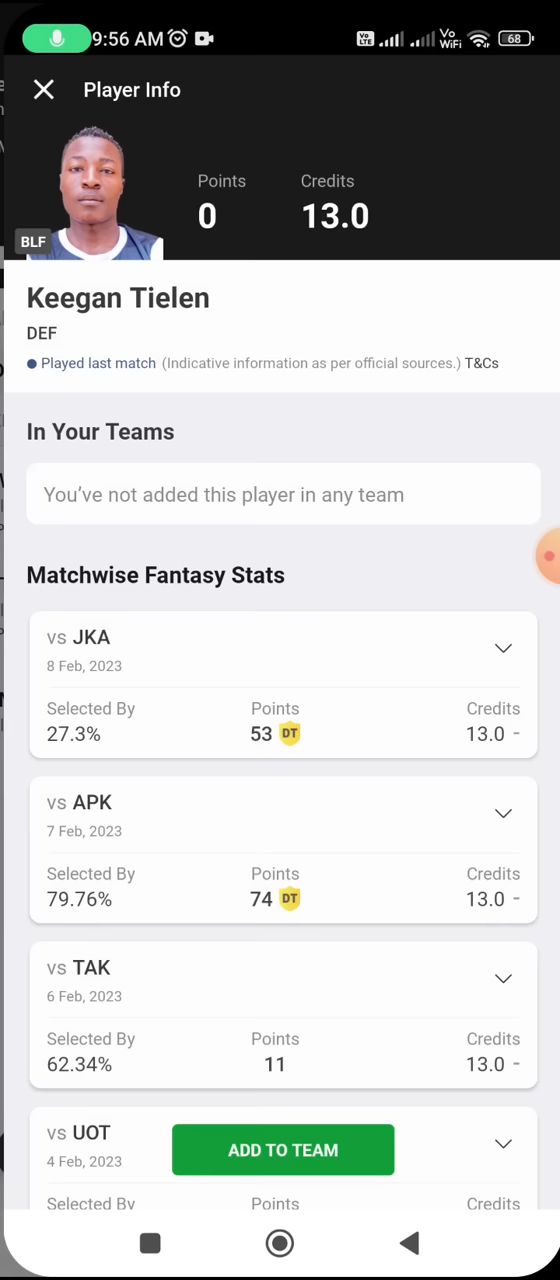 9:56 AM Vo LTE Vo WiFi 68
Player Info
Points Credits
0 13.0
BLF
Keegan Tielen
DEF
Played last match (Indicative information as per official sources.) T&Cs
In Your Teams
You've not added this player in any team
Matchwise Fantasy Stats
vs JKA
8 Feb, 2023
Selected By Points Credits
27.3% 53 DT 13.0 -
vs APK
7 Feb, 2023
Selected By Points Credits
79.76% 74 DT 13.0 -
vs TAK
6 Feb, 2023
Selected By Points Credits
62.34% 11 13.0 -
vs UOT
4 Feb, 2023
ADD TO TEAM
Selected By Points Credits